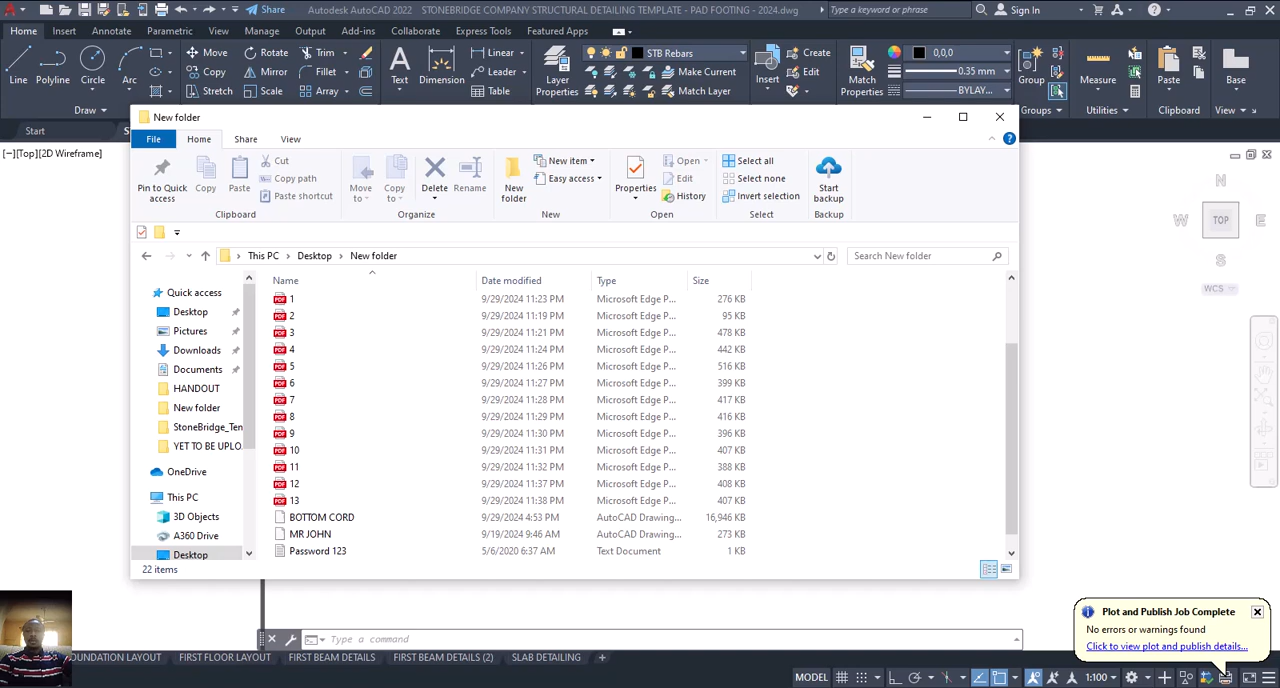 Share
Autodesk AutoCAD 2022 STONEBRIDGE COMPANY STRUCTURAL DETAILING TEMPLATE - PAD FOOTING - 2024.dwg
Type a keyword or phrase
Sign In
Home Insert Annotate Parametric View Manage Output Add-ins Collaborate Express Tools Featured Apps
Line Polyline Circle Arc
Move Rotate Trim
Copy Mirror Fillet
Stretch Scale Array
Text Dimension
Linear
Leader
Table
Layer Properties
STB Rebars
Make Current
Match Layer
Insert
Create
Edit
Match Properties
0,0,0
0.35 mm
BYLAY...
Group
Measure
Paste
Base
Draw
Groups
Utilities
Clipboard
View
Start
[−][Top][2D Wireframe]
New folder
File Home Share View
Pin to Quick access
Copy
Paste
Cut
Copy path
Paste shortcut
Move to
Copy to
Delete
Rename
New folder
New item
Easy access
Properties
Open
Edit
History
Select all
Select none
Invert selection
Start backup
Clipboard Organize New Open Select Backup
This PC Desktop New folder
Search New folder
Name Date modified Type Size
Quick access
Desktop
Pictures
Downloads
Documents
HANDOUT
New folder
StoneBridge_Ten
YET TO BE UPLO.
OneDrive
This PC
3D Objects
A360 Drive
Desktop
1 9/29/2024 11:23 PM Microsoft Edge P... 276 KB
2 9/29/2024 11:19 PM Microsoft Edge P... 95 KB
3 9/29/2024 11:21 PM Microsoft Edge P... 478 KB
4 9/29/2024 11:24 PM Microsoft Edge P... 442 KB
5 9/29/2024 11:26 PM Microsoft Edge P... 516 KB
6 9/29/2024 11:27 PM Microsoft Edge P... 399 KB
7 9/29/2024 11:28 PM Microsoft Edge P... 417 KB
8 9/29/2024 11:29 PM Microsoft Edge P... 416 KB
9 9/29/2024 11:30 PM Microsoft Edge P... 396 KB
10 9/29/2024 11:31 PM Microsoft Edge P... 407 KB
11 9/29/2024 11:32 PM Microsoft Edge P... 388 KB
12 9/29/2024 11:37 PM Microsoft Edge P... 408 KB
13 9/29/2024 11:38 PM Microsoft Edge P... 407 KB
BOTTOM CORD 9/29/2024 4:53 PM AutoCAD Drawing... 16,946 KB
MR JOHN 9/19/2024 9:46 AM AutoCAD Drawing... 273 KB
Password 123 5/6/2020 6:37 AM Text Document 1 KB
22 items
N
W TOP E
S
WCS
Plot and Publish Job Complete
No errors or warnings found
Click to view plot and publish details...
Type a command
OUNDATION LAYOUT FIRST FLOOR LAYOUT FIRST BEAM DETAILS FIRST BEAM DETAILS (2) SLAB DETAILING
MODEL
1:100